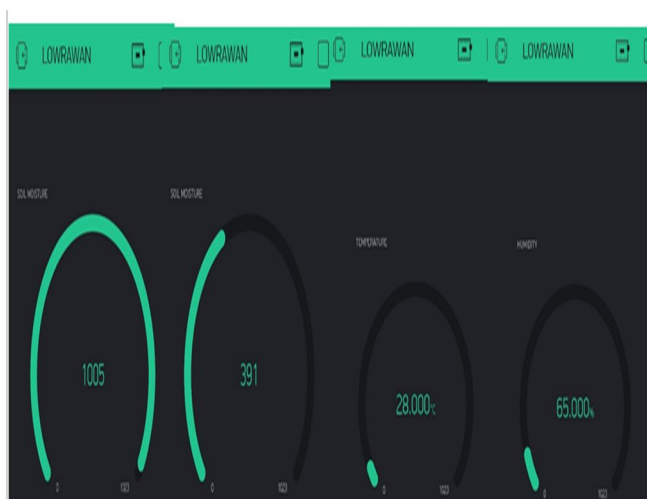 LOWRAWAN
LOWRAWAN
LOWRAWAN
LOWRAWAN
SOIL MOISTURE
SOIL MOISTURE
TEMPERATURE
HUMIDITY
1005
391
28.000°C
65.000%
0
1023
0
1023
0
1023
0
1023